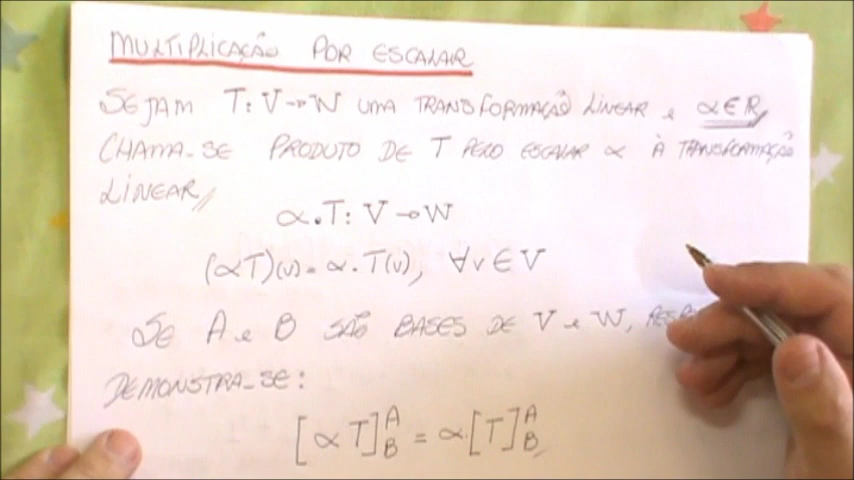 MULTIPLICAÇÃO POR ESCALAR
SEJAM T: V→W UMA TRANSFORMAÇÃO LINEAR E α∈R,
CHAMA-SE PRODUTO DE T PELO ESCALAR α À TRANSFORMAÇÃO
LINEAR,
α.T: V→W
(αT)(v) = α.T(v), ∀v∈V
SE A e B SÃO BASES DE V e W,
DEMONSTRA-SE:
[αT]^A_B = α.[T]^A_B,